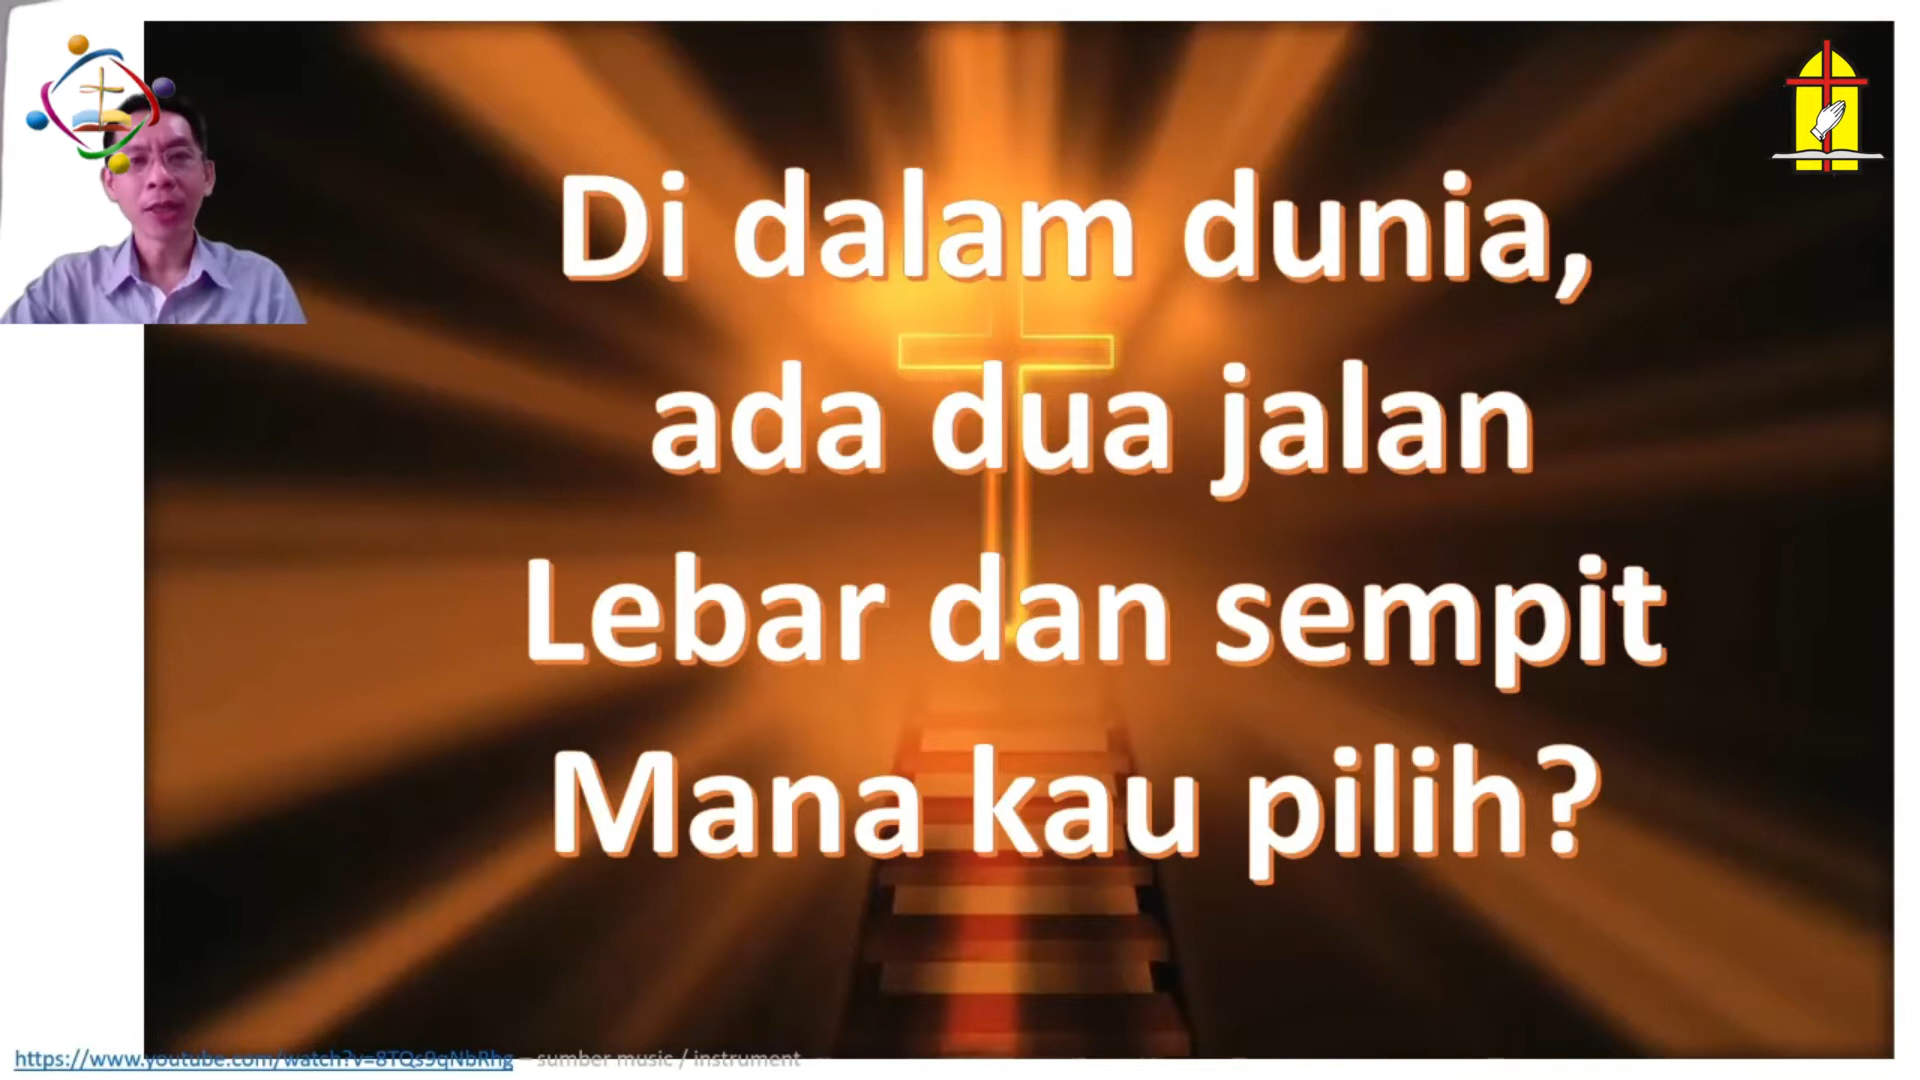 Di dalam dunia,
ada dua jalan
Lebar dan sempit
Mana kau pilih?
https://www.youtube.com/watch?v=8TQs9qNbRhg – sumber music / instrument